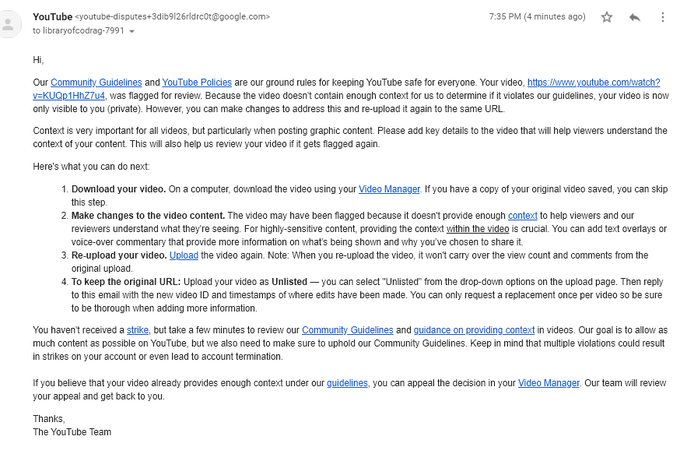 YouTube <youtube-disputes+3dib9l26rldrc0t@google.com>
7:35 PM (4 minutes ago)
to libraryofcodrag-7991
Hi,
Our Community Guidelines and YouTube Policies are our ground rules for keeping YouTube safe for everyone. Your video, https://www.youtube.com/watch?
v=KUQp1HhZ7u4, was flagged for review. Because the video doesn't contain enough context for us to determine if it violates our guidelines, your video is now
only visible to you (private). However, you can make changes to address this and re-upload it again to the same URL.
Context is very important for all videos, but particularly when posting graphic content. Please add key details to the video that will help viewers understand the
context of your content. This will also help us review your video if it gets flagged again.
Here's what you can do next:
1. Download your video. On a computer, download the video using your Video Manager. If you have a copy of your original video saved, you can skip
this step.
2. Make changes to the video content. The video may have been flagged because it doesn't provide enough context to help viewers and our
reviewers understand what they're seeing. For highly-sensitive content, providing the context within the video is crucial. You can add text overlays or
voice-over commentary that provide more information on what's being shown and why you've chosen to share it.
3. Re-upload your video. Upload the video again. Note: When you re-upload the video, it won't carry over the view count and comments from the
original upload.
4. To keep the original URL: Upload your video as Unlisted — you can select "Unlisted" from the drop-down options on the upload page. Then reply
to this email with the new video ID and timestamps of where edits have been made. You can only request a replacement once per video so be sure
to be thorough when adding more information.
You haven't received a strike, but take a few minutes to review our Community Guidelines and guidance on providing context in videos. Our goal is to allow as
much content as possible on YouTube, but we also need to make sure to uphold our Community Guidelines. Keep in mind that multiple violations could result
in strikes on your account or even lead to account termination.
If you believe that your video already provides enough context under our guidelines, you can appeal the decision in your Video Manager. Our team will review
your appeal and get back to you.
Thanks,
The YouTube Team